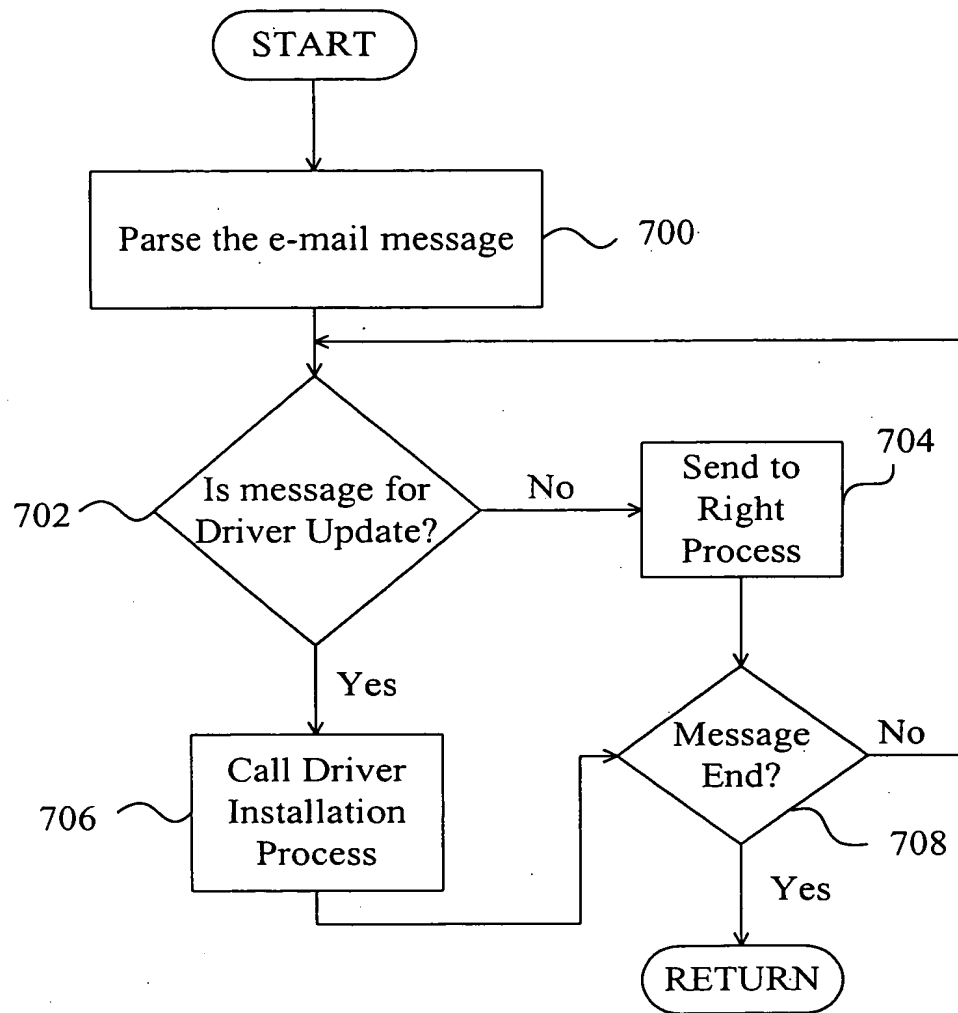 START
Parse the e-mail message
700
702
Is message for
Driver Update?
No
Send to
Right
Process
704
Yes
706
Call Driver
Installation
Process
Message
End?
No
708
Yes
RETURN